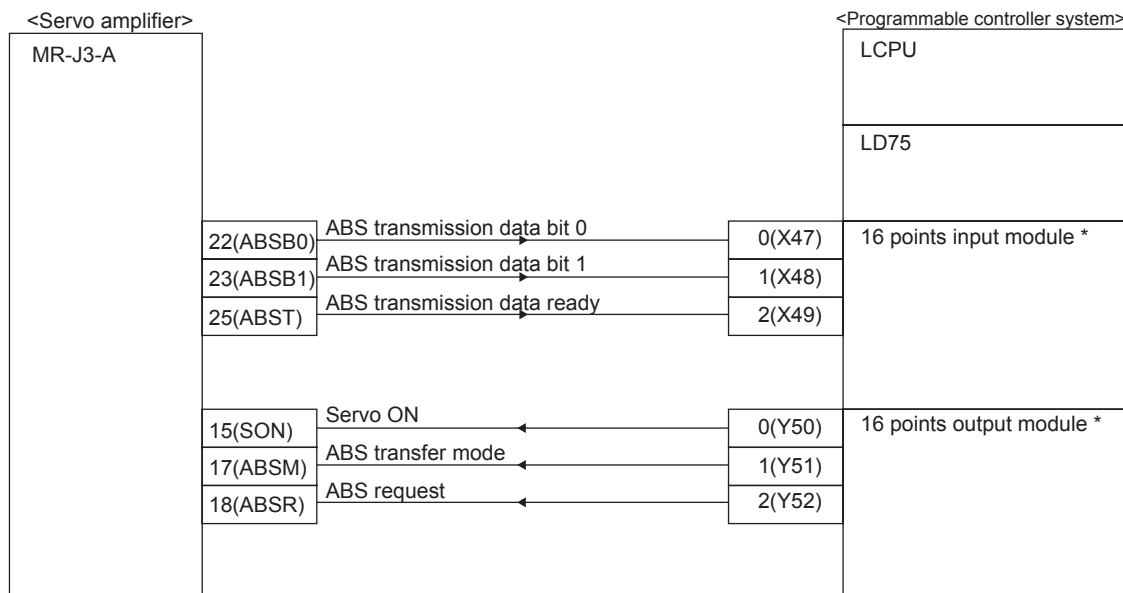 <Servo amplifier>
<Programmable controller system>
MR-J3-A
LCPU
LD75
22(ABSB0)
ABS transmission data bit 0
0(X47)
16 points input module *
23(ABSB1)
ABS transmission data bit 1
1(X48)
25(ABST)
ABS transmission data ready
2(X49)
15(SON)
Servo ON
0(Y50)
16 points output module *
17(ABSM)
ABS transfer mode
1(Y51)
18(ABSR)
ABS request
2(Y52)